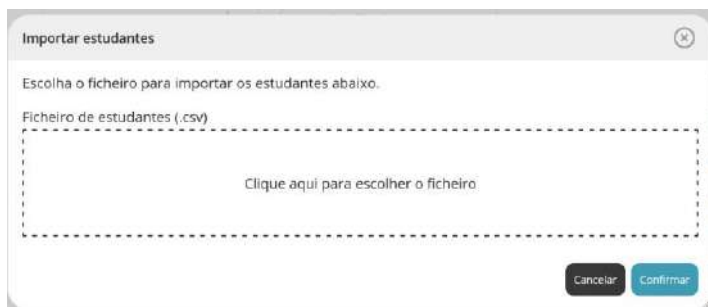 Importar estudantes
Escolha o ficheiro para importar os estudantes abaixo.
Ficheiro de estudantes (.csv)
Clique aqui para escolher o ficheiro
Cancelar Confirmar